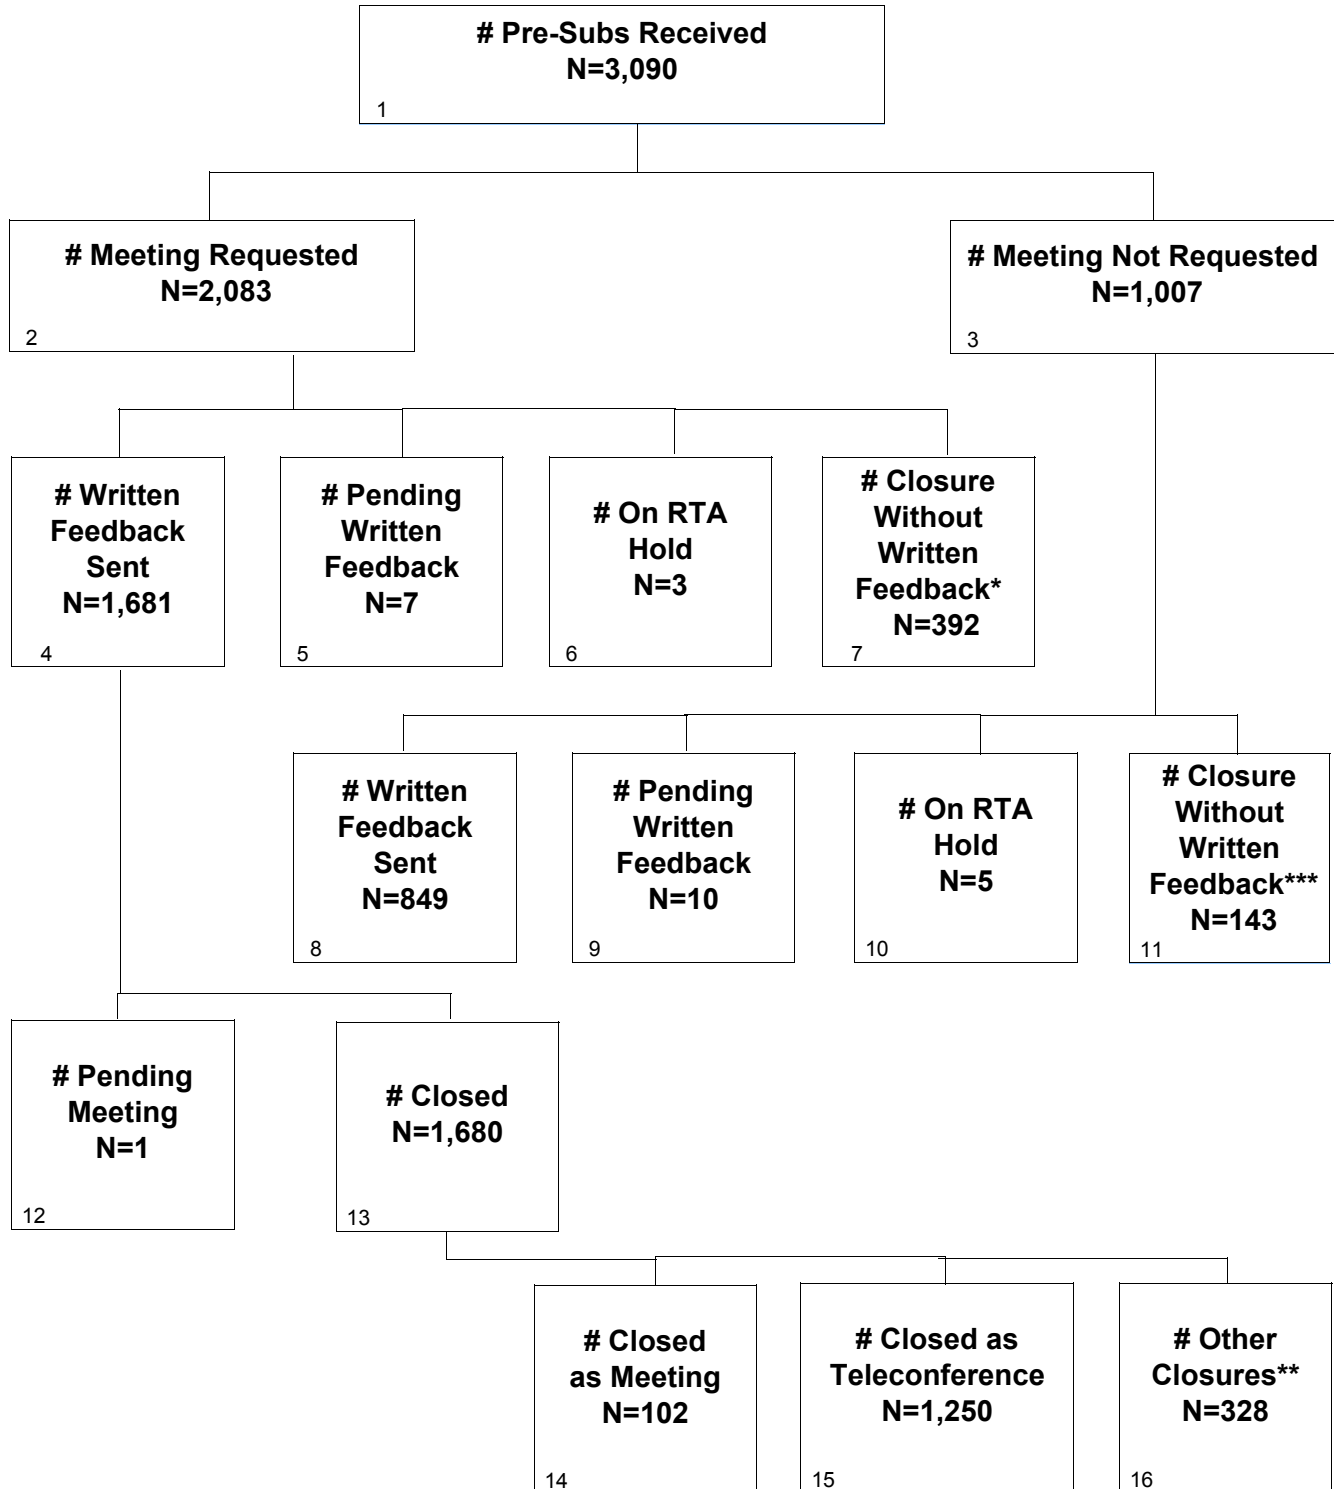 # Pre-Subs Received
N=3,090
1
# Meeting Requested
N=2,083
2
# Meeting Not Requested
N=1,007
3
# Written
Feedback
Sent
N=1,681
4
# Pending
Written
Feedback
N=7
5
# On RTA
Hold
N=3
6
# Closure
Without
Written
Feedback*
N=392
7
# Written
Feedback
Sent
N=849
8
# Pending
Written
Feedback
N=10
9
# On RTA
Hold
N=5
10
# Closure
Without
Written
Feedback***
N=143
11
# Pending
Meeting
N=1
12
# Closed
N=1,680
13
# Closed
as Meeting
N=102
14
# Closed as
Teleconference
N=1,250
15
# Other
Closures**
N=328
16